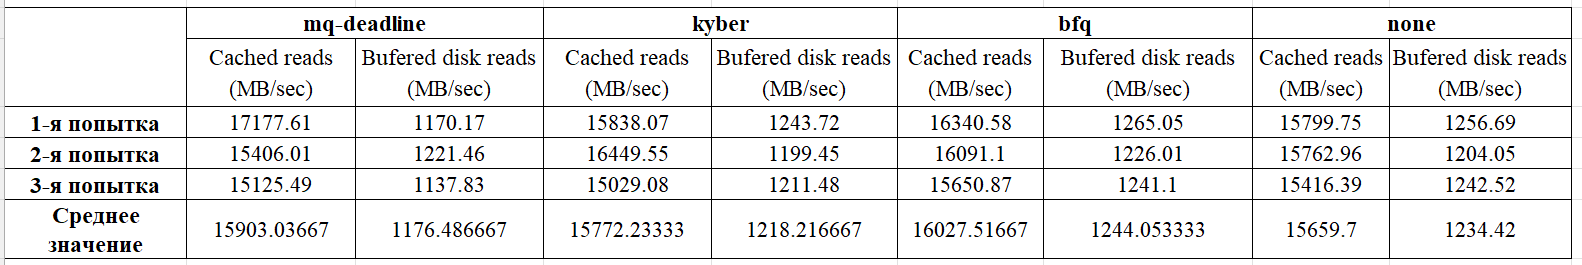 mq-deadline kyber bfq none
Cached reads (MB/sec) Bufered disk reads (MB/sec) Cached reads (MB/sec) Bufered disk reads (MB/sec) Cached reads (MB/sec) Bufered disk reads (MB/sec) Cached reads (MB/sec) Bufered disk reads (MB/sec)
1-я попытка 17177.61 1170.17 15838.07 1243.72 16340.58 1265.05 15799.75 1256.69
2-я попытка 15406.01 1221.46 16449.55 1199.45 16091.1 1226.01 15762.96 1204.05
3-я попытка 15125.49 1137.83 15029.08 1211.48 15650.87 1241.1 15416.39 1242.52
Среднее значение 15903.03667 1176.486667 15772.23333 1218.216667 16027.51667 1244.053333 15659.7 1234.42